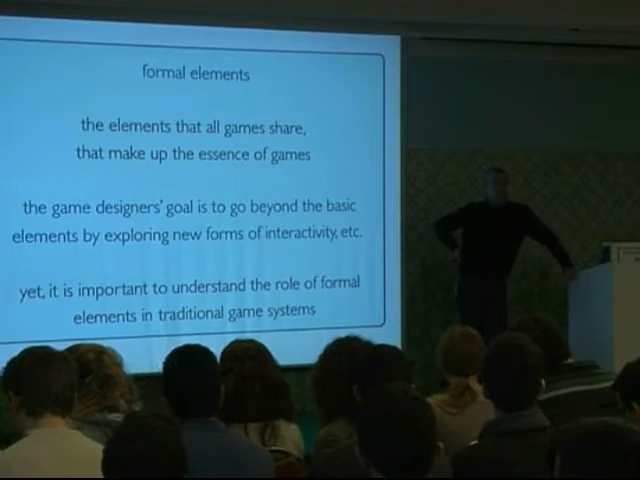 formal elements
the elements that all games share,
that make up the essence of games
the game designers' goal is to go beyond the basic
elements by exploring new forms of interactivity, etc.
yet, it is important to understand the role of formal
elements in traditional game systems